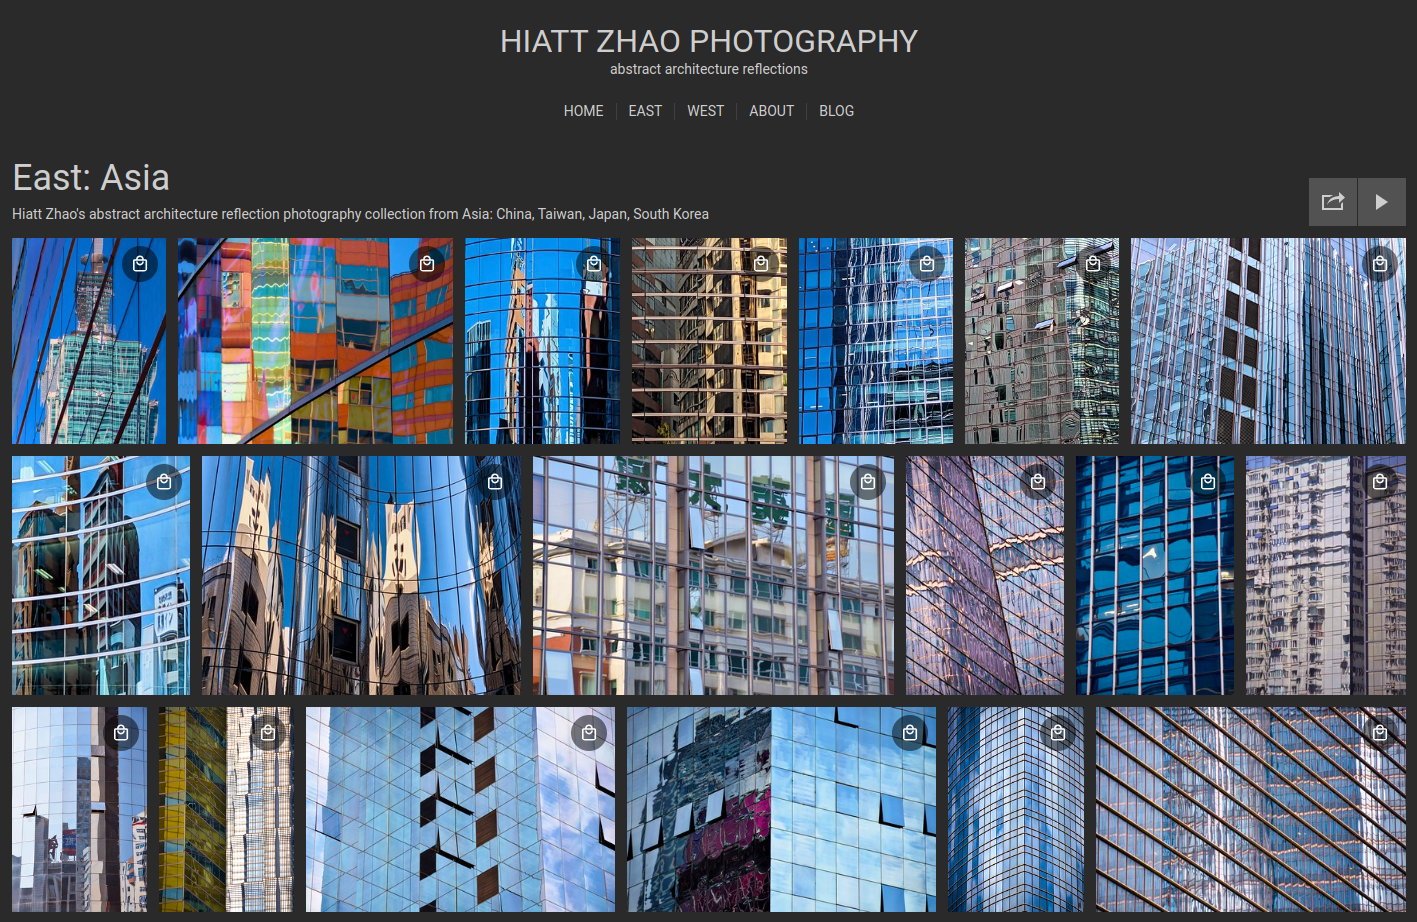 HIATT ZHAO PHOTOGRAPHY
abstract architecture reflections
HOME
EAST
WEST
ABOUT
BLOG
East: Asia
Hiatt Zhao's abstract architecture reflection photography collection from Asia: China, Taiwan, Japan, South Korea